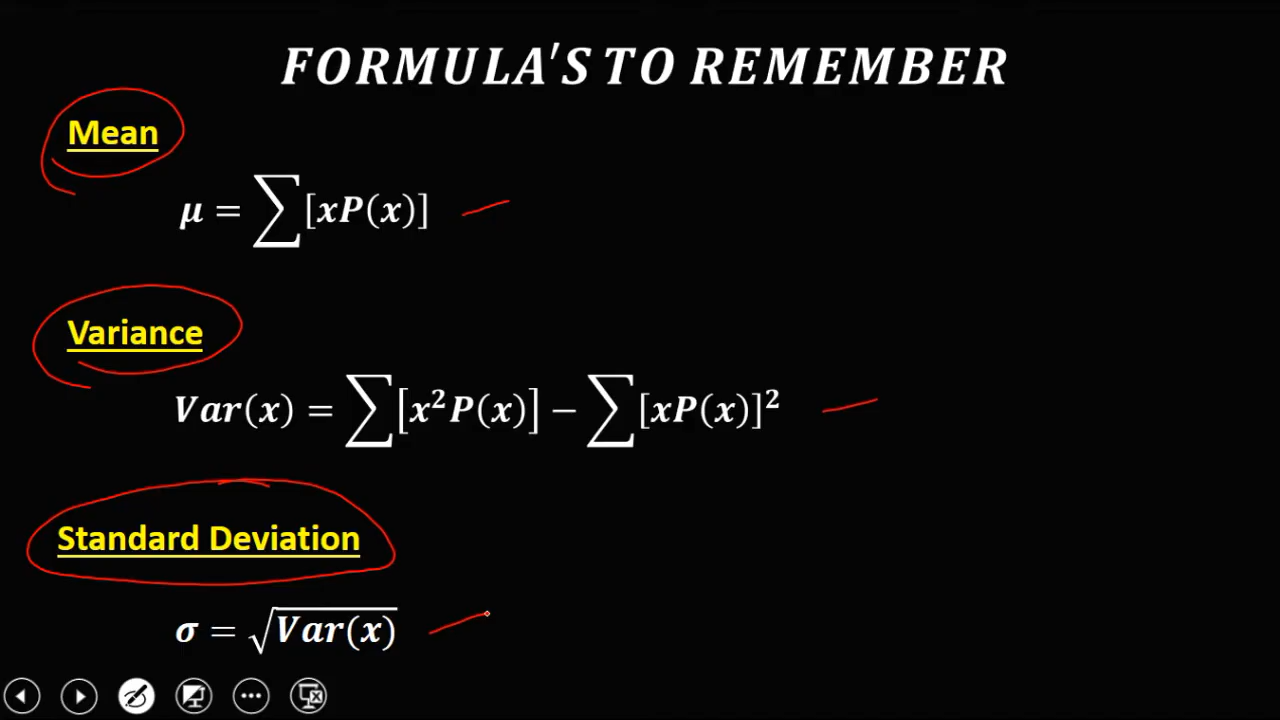 FORMULA'S TO REMEMBER
Mean
μ = ∑[xP(x)]
Variance
Var(x) = ∑[x²P(x)] − ∑[xP(x)]²
Standard Deviation
σ = √Var(x)